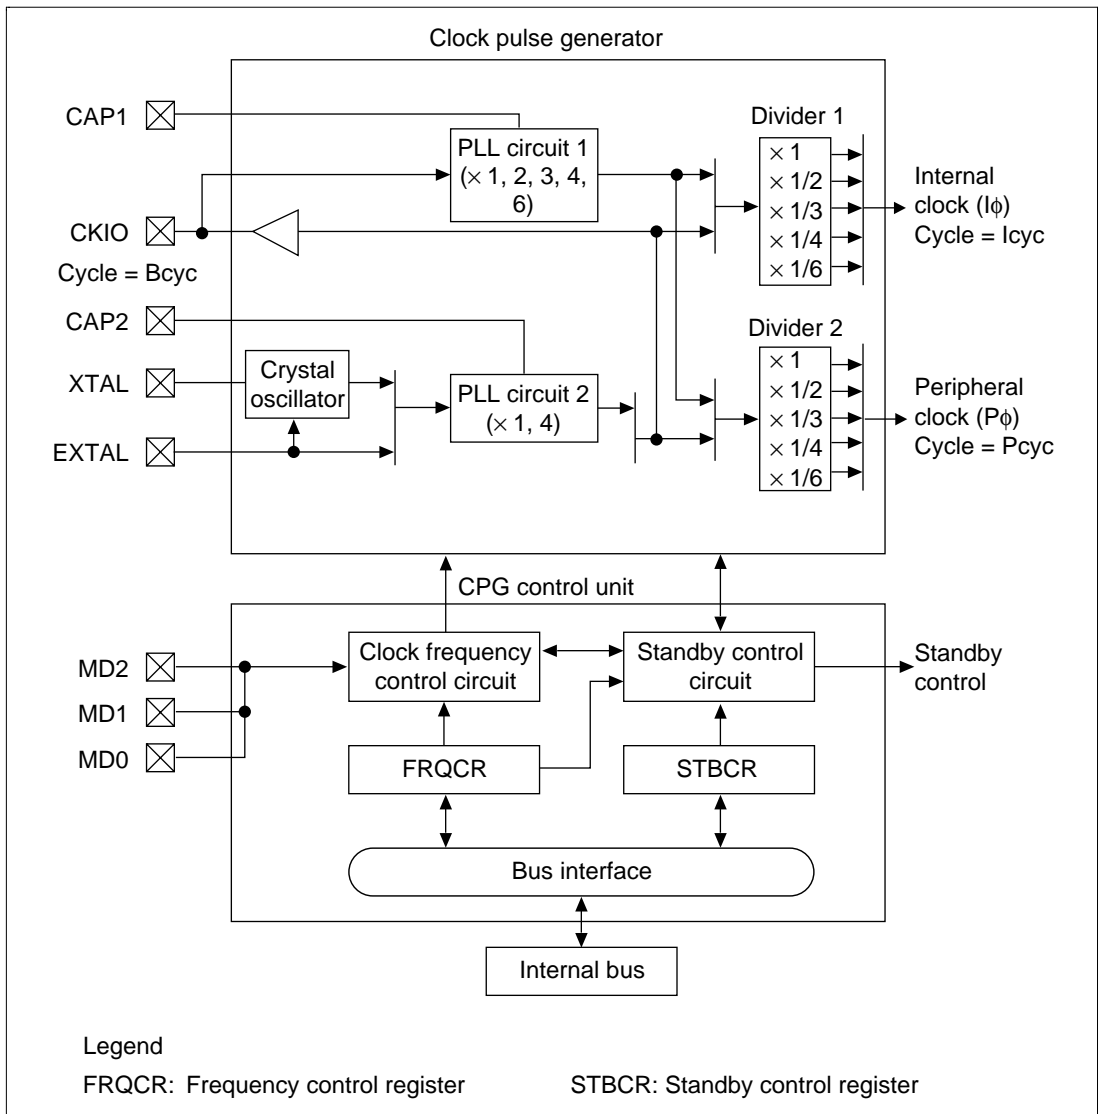 Clock pulse generator
CAP1
CKIO
Cycle = Bcyc
CAP2
XTAL
EXTAL
PLL circuit 1
(× 1, 2, 3, 4,
6)
Divider 1
× 1
× 1/2
× 1/3
× 1/4
× 1/6
Internal
clock (Iϕ)
Cycle = Icyc
Crystal
oscillator
PLL circuit 2
(× 1, 4)
Divider 2
× 1
× 1/2
× 1/3
× 1/4
× 1/6
Peripheral
clock (Pϕ)
Cycle = Pcyc
CPG control unit
MD2
MD1
MD0
Clock frequency
control circuit
Standby control
circuit
Standby
control
FRQCR
STBCR
Bus interface
Internal bus
Legend
FRQCR: Frequency control register
STBCR: Standby control register